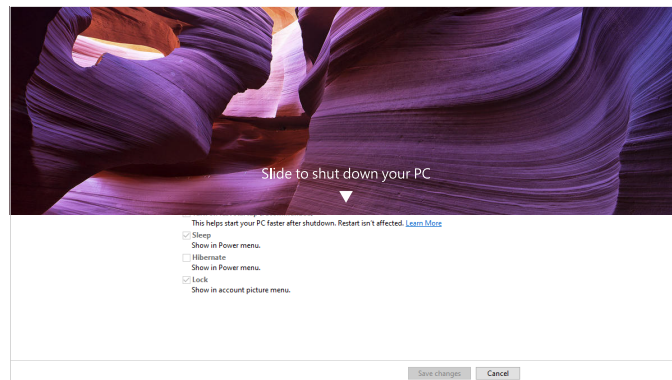 Slide to shut down your PC
This helps start your PC faster after shutdown. Restart isn't affected. Learn More
Sleep
Show in Power menu.
Hibernate
Show in Power menu.
Lock
Show in account picture menu.
Save changes Cancel